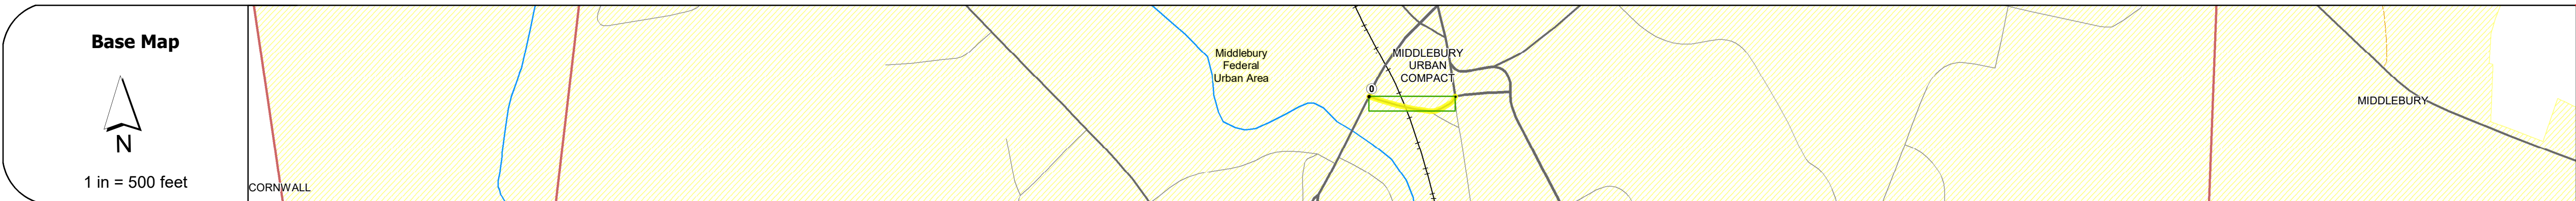 Base Map
N
1 in = 500 feet
CORNWALL
Middlebury
Federal
Urban Area
0
MIDDLEBURY
URBAN
COMPACT
MIDDLEBURY